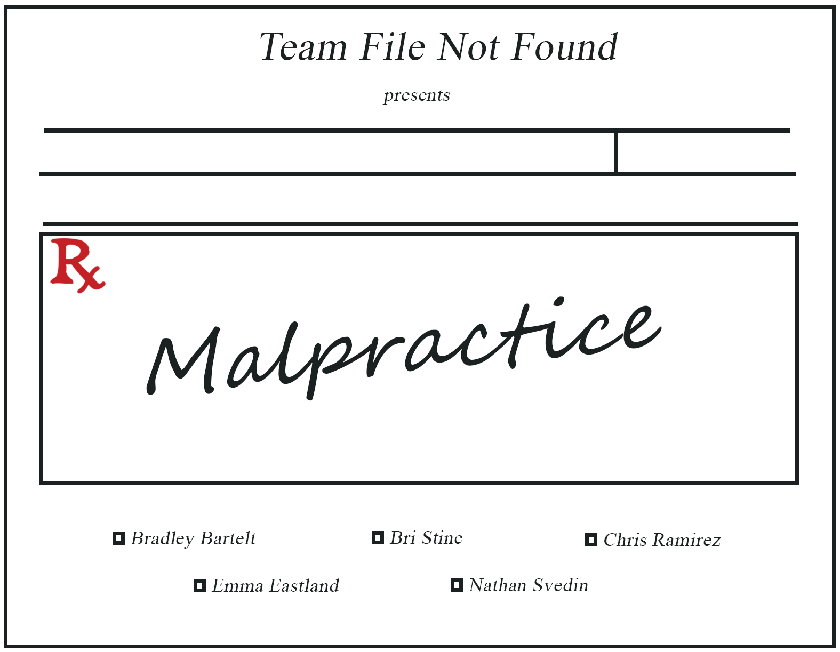 Team File Not Found
presents
Rx
Malpractice
Bradley Bartelt
Bri Stine
Chris Ramirez
Emma Eastland
Nathan Svedin